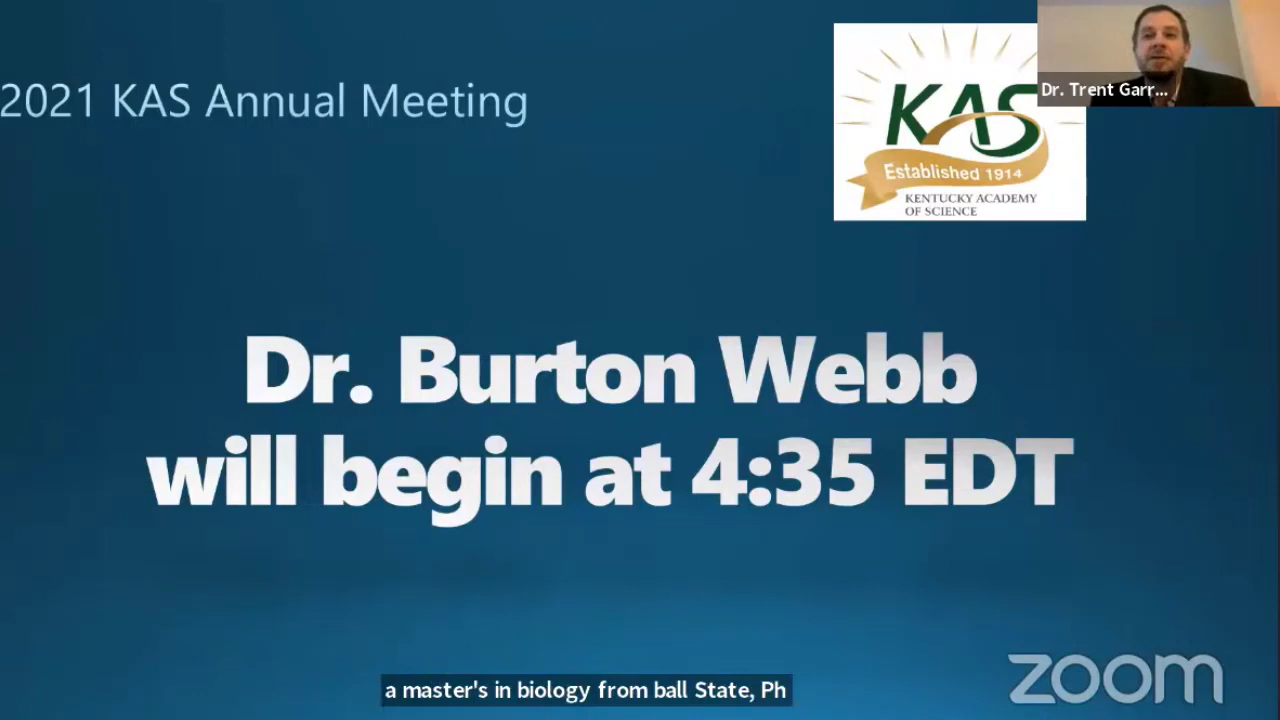 2021 KAS Annual Meeting
KAS
Established 1914
KENTUCKY ACADEMY
OF SCIENCE
Dr. Trent Garr...
Dr. Burton Webb
will begin at 4:35 EDT
a master's in biology from ball State, Ph
zoom